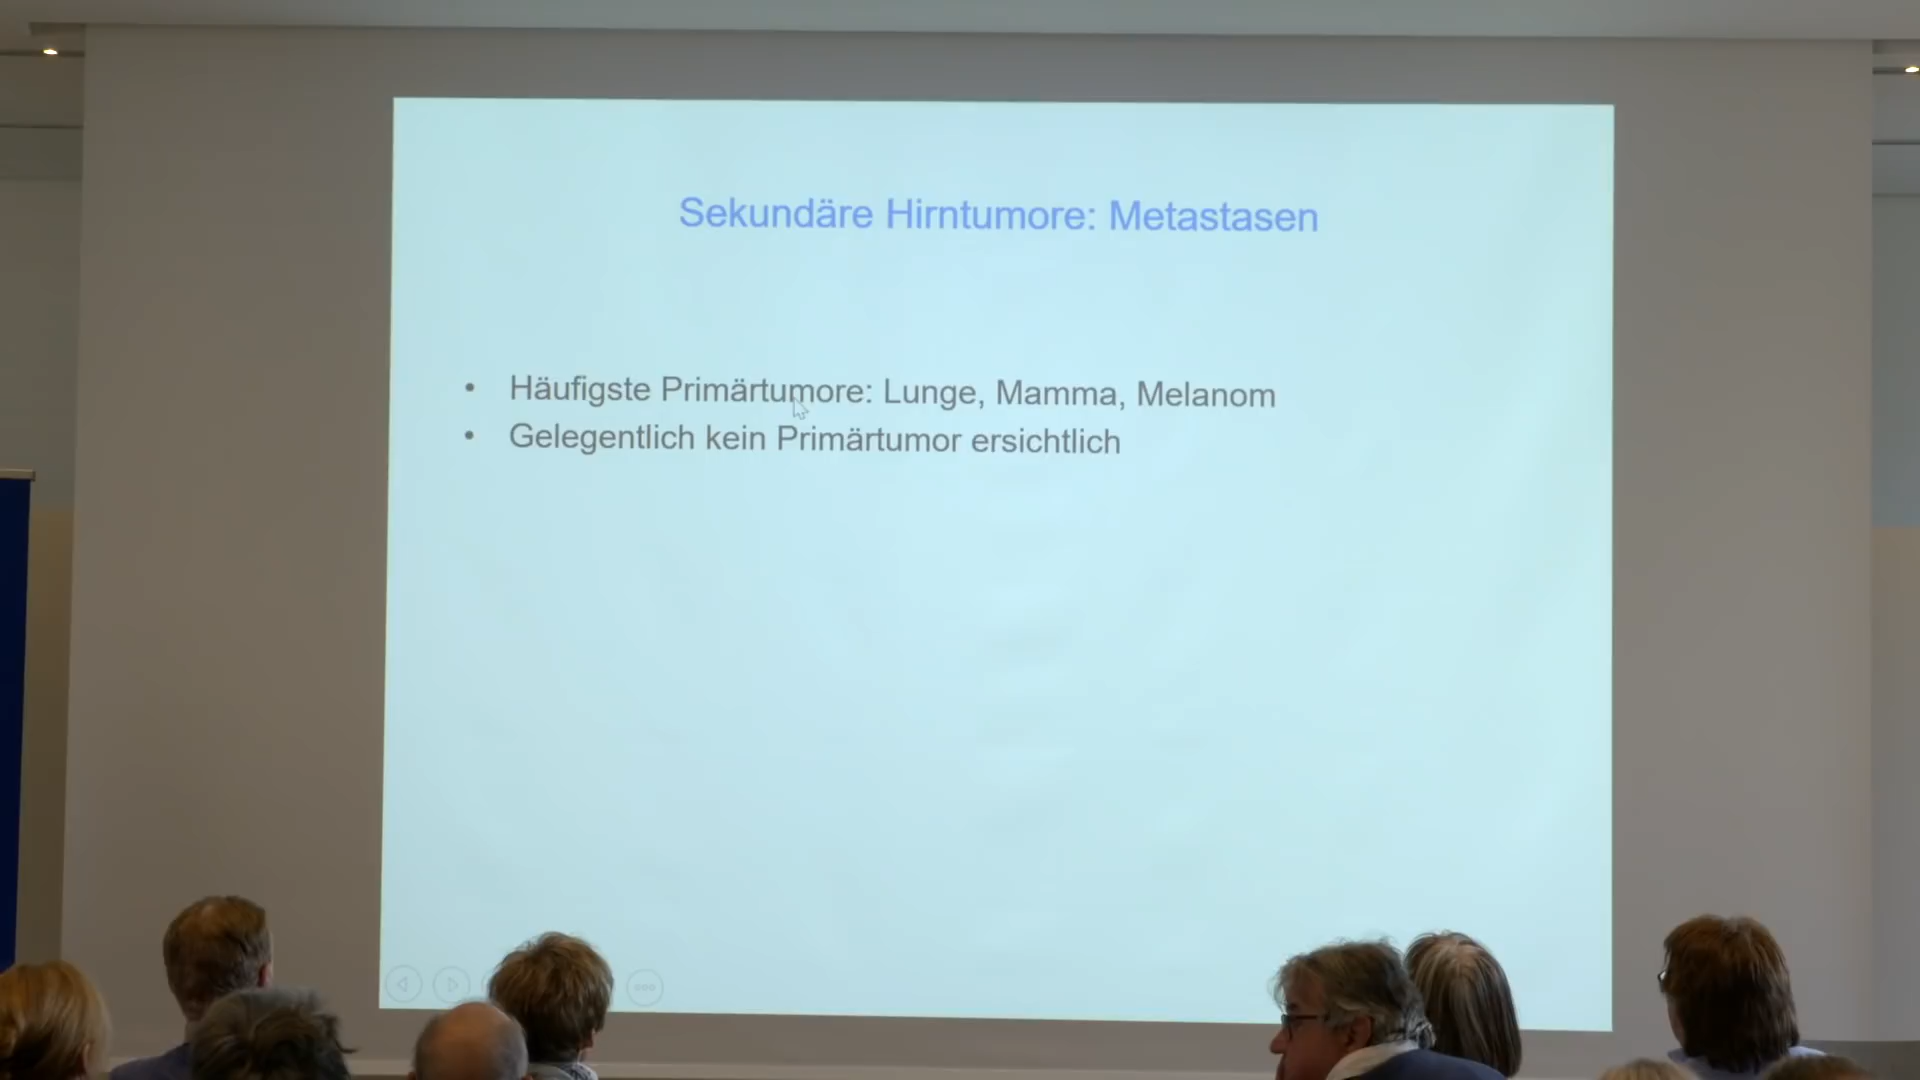 Sekundäre Hirntumore: Metastasen
• Häufigste Primärtumore: Lunge, Mamma, Melanom
• Gelegentlich kein Primärtumor ersichtlich